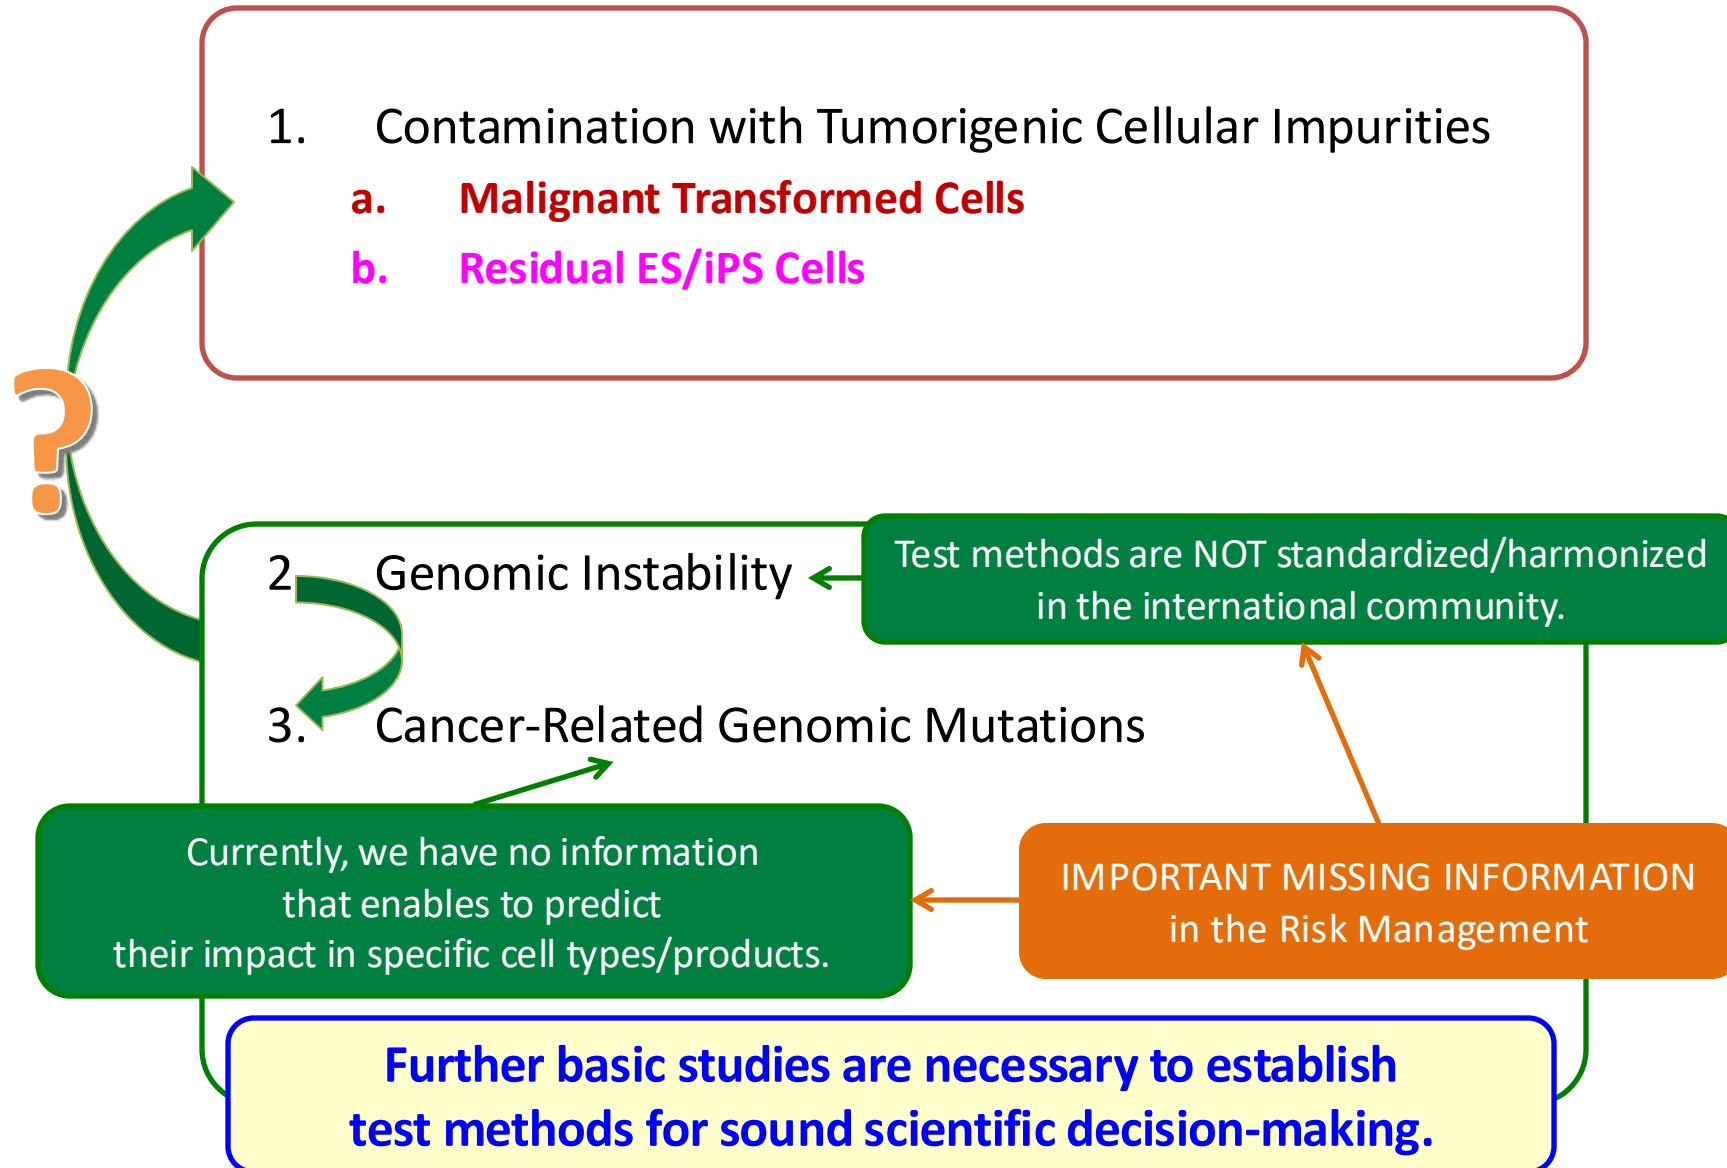 1. Contamination with Tumorigenic Cellular Impurities
a. Malignant Transformed Cells
b. Residual ES/iPS Cells
?
2 Genomic Instability
Test methods are NOT standardized/harmonized
in the international community.
3. Cancer-Related Genomic Mutations
Currently, we have no information
that enables to predict
their impact in specific cell types/products.
IMPORTANT MISSING INFORMATION
in the Risk Management
Further basic studies are necessary to establish
test methods for sound scientific decision-making.